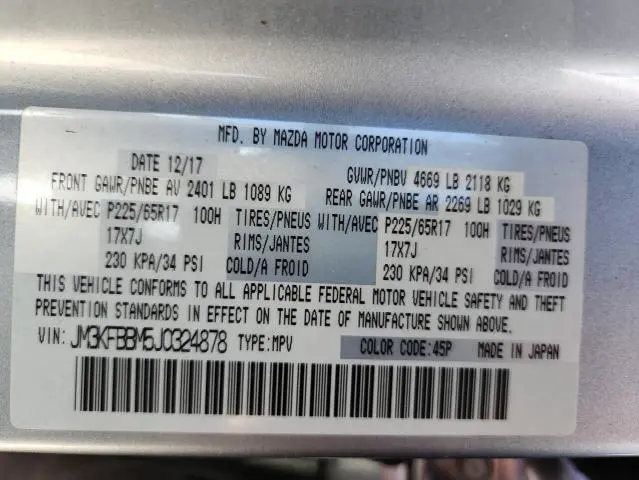 MFD. BY MAZDA MOTOR CORPORATION
DATE 12/17 GVWR/PNBV 4669 LB 2118 KG
FRONT GAWR/PNBE AV 2401 LB 1089 KG REAR GAWR/PNBE AR 2269 LB 1029 KG
WITH/AVEC P225/65R17 100H TIRES/PNEUS WITH/AVEC P225/65R17 100H TIRES/PNEUS
17X7J RIMS/JANTES 17X7J RIMS/JANTES
230 KPA/34 PSI COLD/A FROID 230 KPA/34 PSI COLD/A FROID
THIS VEHICLE CONFORMS TO ALL APPLICABLE FEDERAL MOTOR VEHICLE SAFETY AND THEFT
PREVENTION STANDARDS IN EFFECT ON THE DATE OF MANUFACTURE SHOWN ABOVE.
VIN: JM3KFBBM5J0324878 TYPE:MPV COLOR CODE:45P MADE IN JAPAN